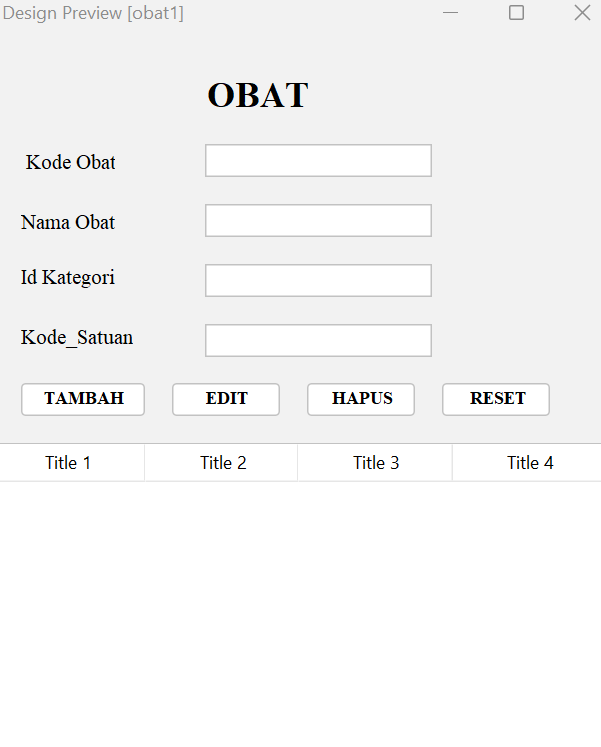 Design Preview [obat1]
OBAT
Kode Obat
Nama Obat
Id Kategori
Kode_Satuan
TAMBAH EDIT HAPUS RESET
Title 1 Title 2 Title 3 Title 4